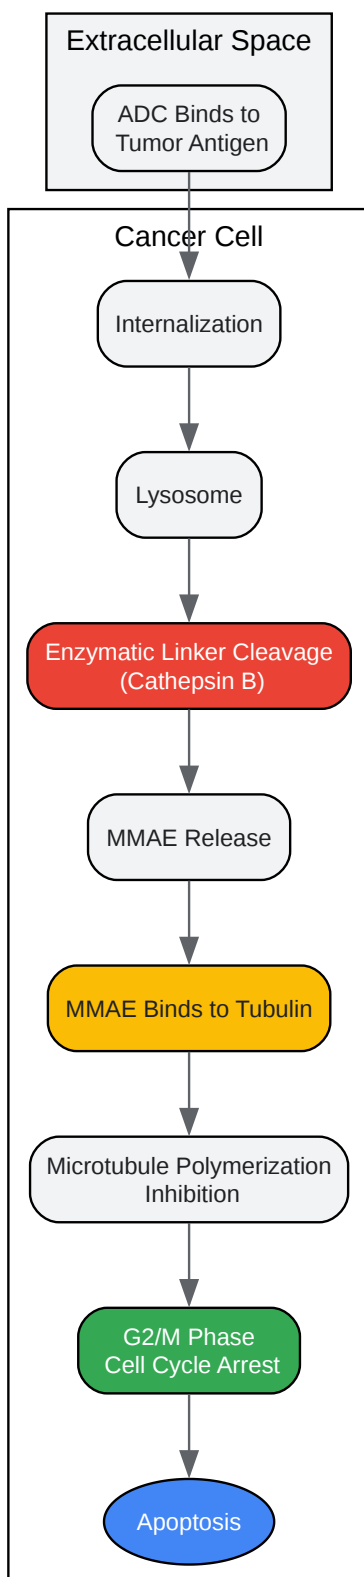 Extracellular Space
ADC Binds to
Tumor Antigen
Cancer Cell
Internalization
Lysosome
Enzymatic Linker Cleavage
(Cathepsin B)
MMAE Release
MMAE Binds to Tubulin
Microtubule Polymerization
Inhibition
G2/M Phase
Cell Cycle Arrest
Apoptosis